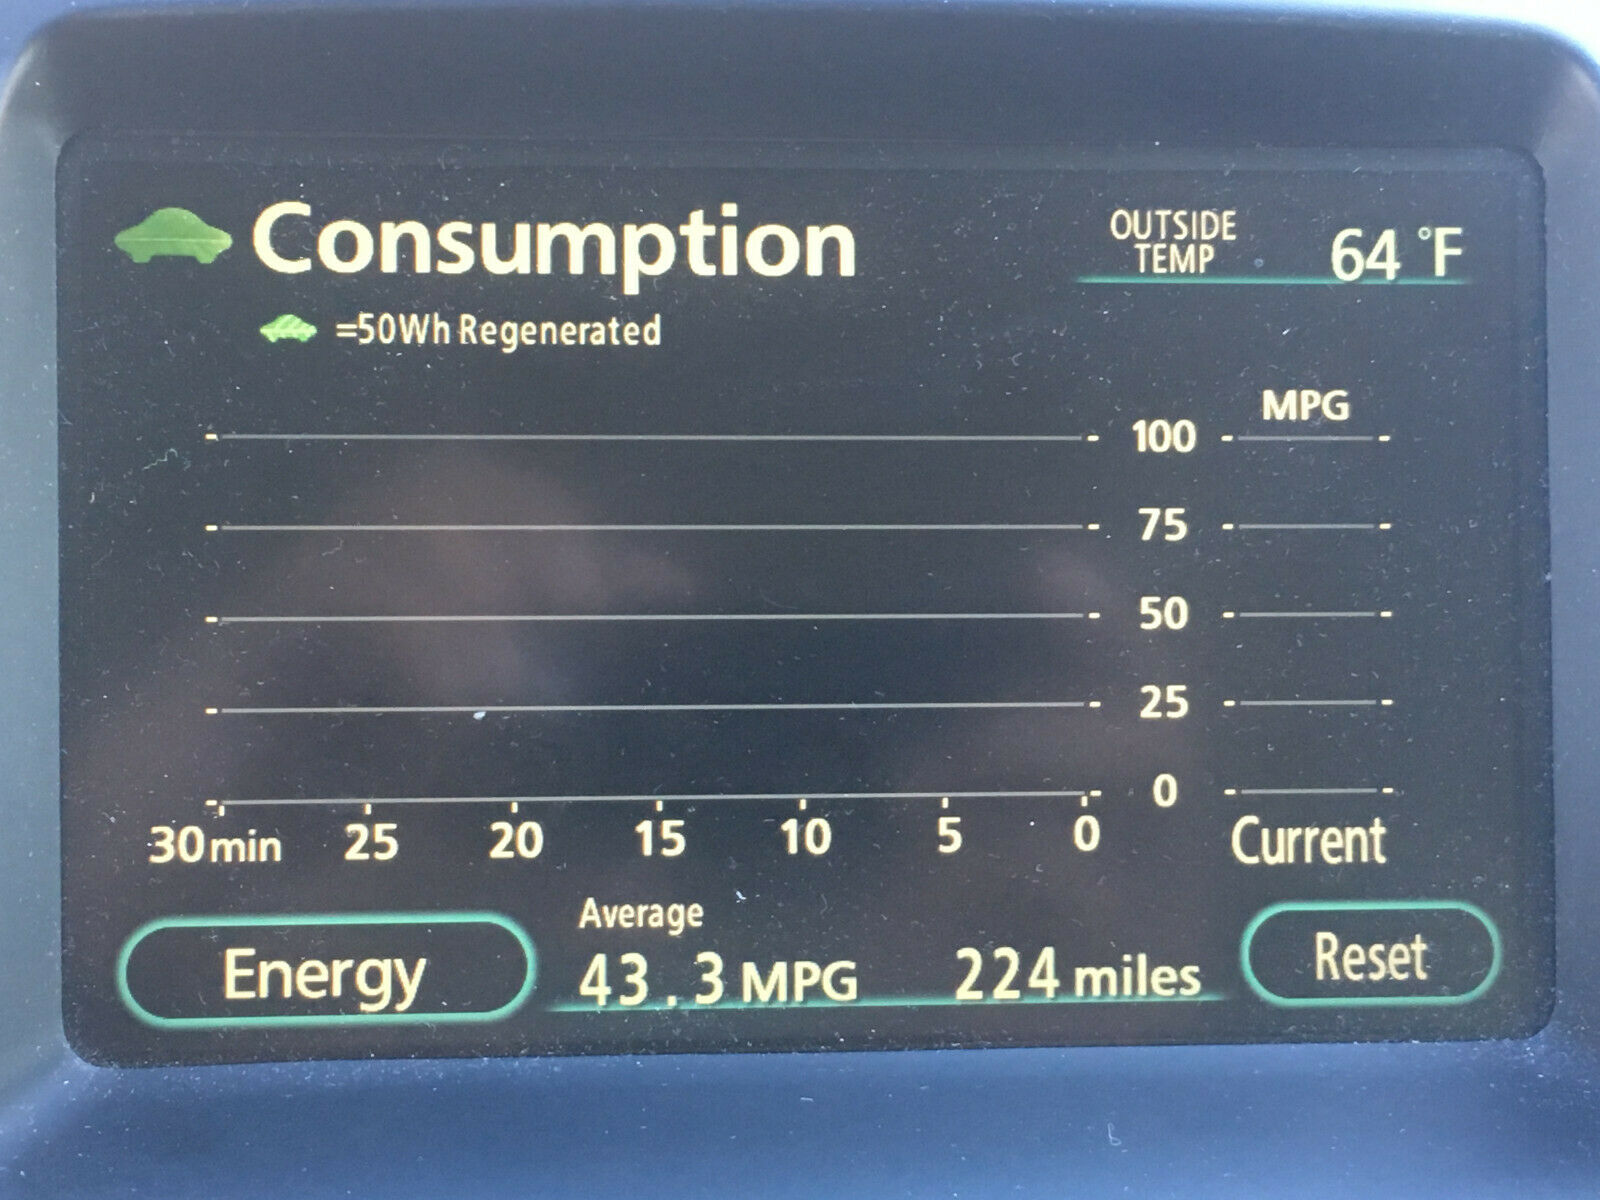 Consumption
OUTSIDE TEMP 64 °F
=50Wh Regenerated
MPG
100
75
50
25
0
30min 25 20 15 10 5 0 Current
Average
Energy 43.3 MPG 224 miles Reset